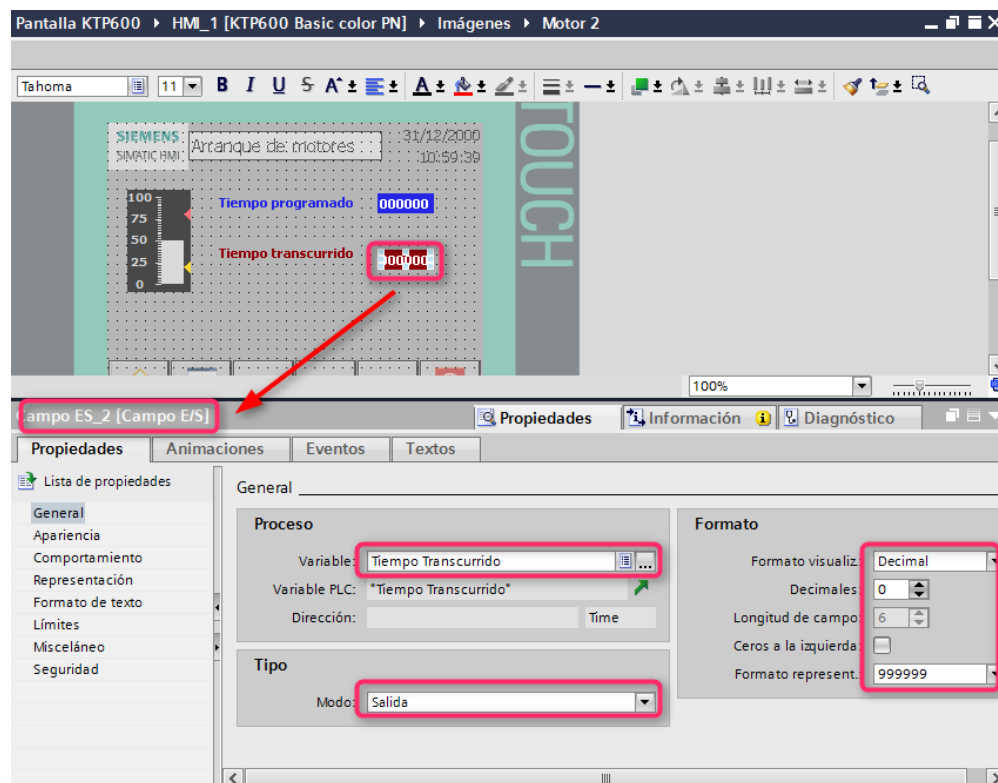 Pantalla KTP600 ▸ HMI_1 [KTP600 Basic color PN] ▸ Imágenes ▸ Motor 2
Tahoma 11 B I U S A A
SIEMENS 31/12/2000
SIMATIC HMI Arranque de motores 10:59:39
TOUCH
100
75
50
25
0
Tiempo programado 000000
Tiempo transcurrido 000000
100%
Campo ES_2 [Campo E/S] Propiedades Información Diagnóstico
Propiedades Animaciones Eventos Textos
Lista de propiedades
General
Apariencia
Comportamiento
Representación
Formato de texto
Límites
Misceláneo
Seguridad
General
Proceso
Variable: Tiempo Transcurrido ...
Variable PLC: "Tiempo Transcurrido"
Dirección: Time
Tipo
Modo: Salida
Formato
Formato visualiz.: Decimal
Decimales: 0
Longitud de campo: 6
Ceros a la izquierda:
Formato represent.: 999999